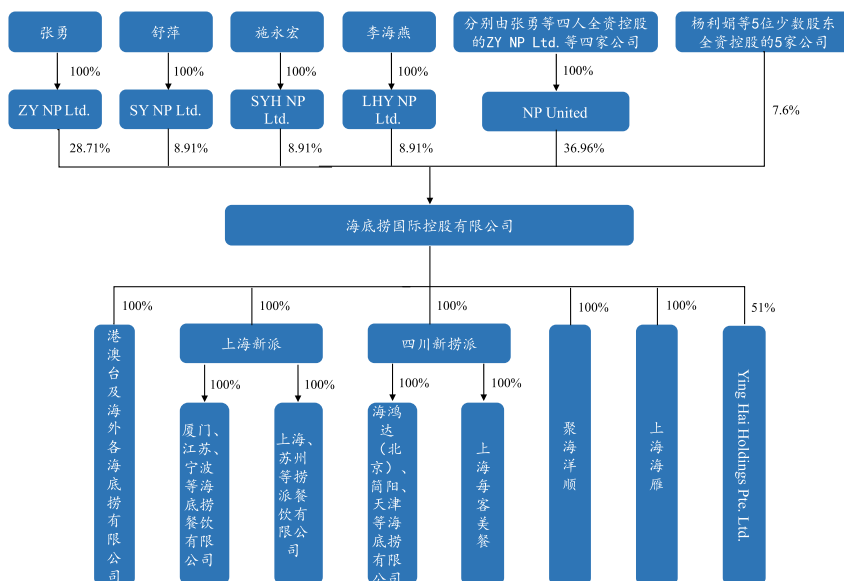 张勇
舒萍
施永宏
李海燕
分别由张勇等四人全资控股
的ZY NP Ltd.等四家公司
杨利娟等5位少数股东
全资控股的5家公司
100%
100%
100%
100%
100%
7.6%
ZY NP Ltd.
SY NP Ltd.
SYH NP
Ltd.
LHY NP
Ltd.
NP United
28.71%
8.91%
8.91%
8.91%
36.96%
海底捞国际控股有限公司
100%
100%
100%
100%
100%
51%
港澳台及海外各海底捞有限公司
上海新派
四川新捞派
聚海洋顺
上海海雁
Ying Hai Holdings Pte. Ltd.
100%
100%
100%
100%
厦门、
江苏、
宁波
等海
底捞
餐饮
有限
公司
上海、
苏州
等捞
派餐
饮有
限公
司
海鸿
达
（北
京）、
简阳、
天津
等海
底捞
有限
公司
上海每客美餐